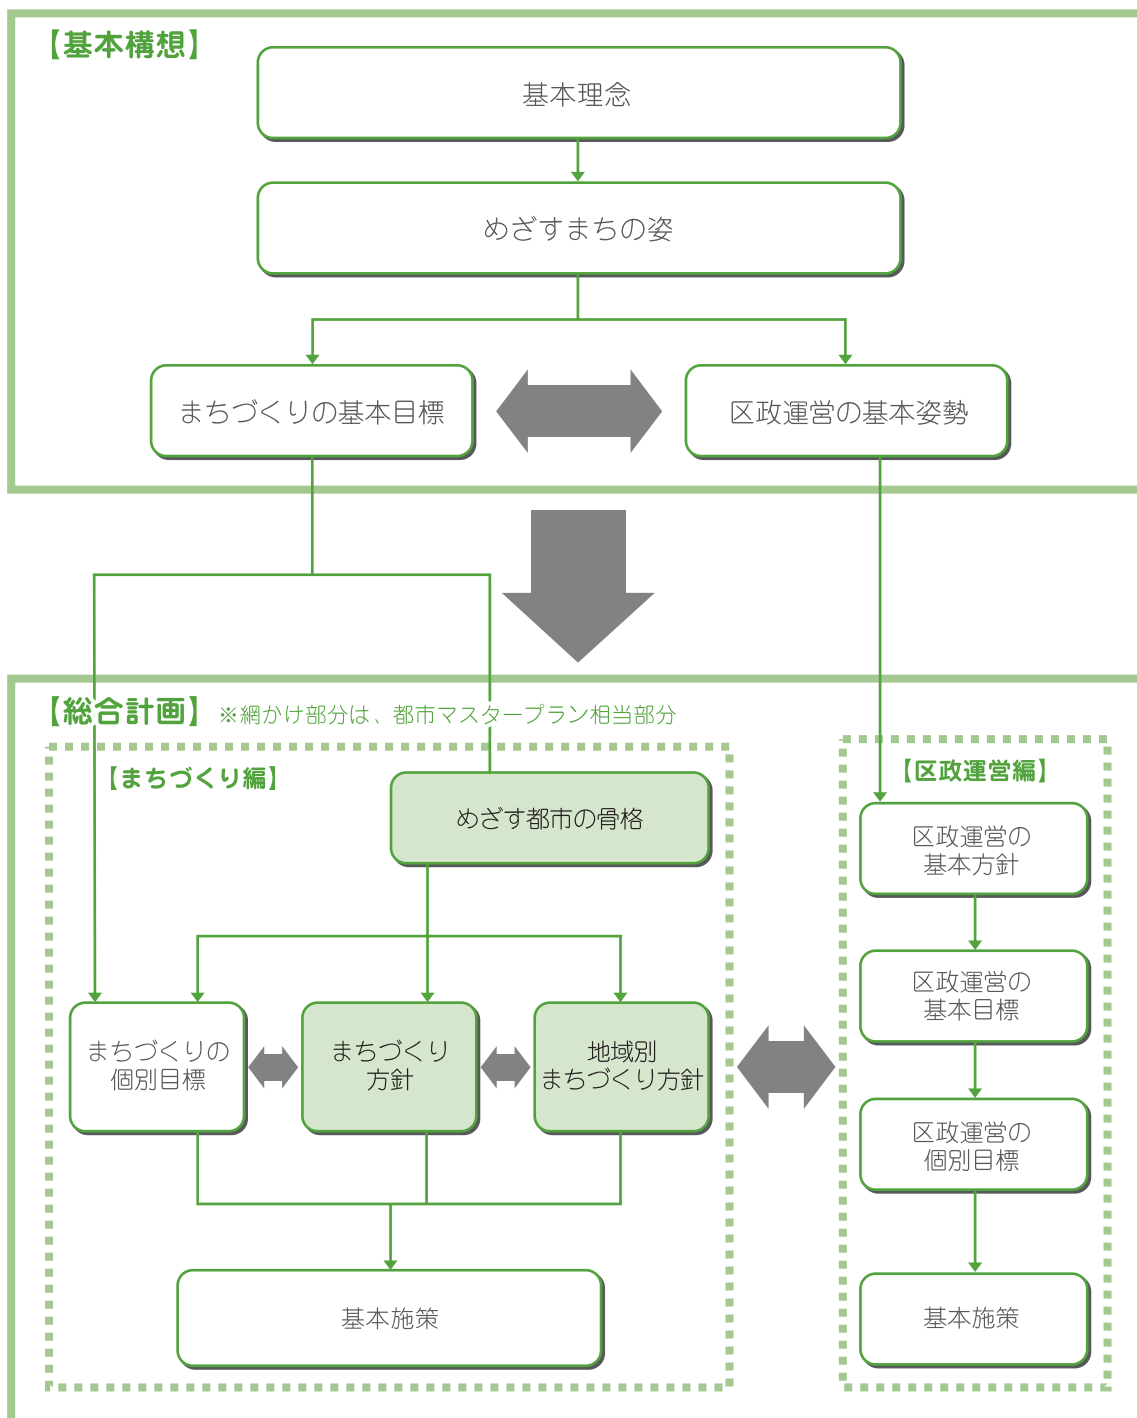 【基本構想】
基本理念
めざすまちの姿
まちづくりの基本目標
区政運営の基本姿勢
【総合計画】 ※網かけ部分は、都市マスタープラン相当部分
【まちづくり編】
めざす都市の骨格
まちづくりの
個別目標
まちづくり
方針
地域別
まちづくり方針
基本施策
【区政運営編】
区政運営の
基本方針
区政運営の
基本目標
区政運営の
個別目標
基本施策